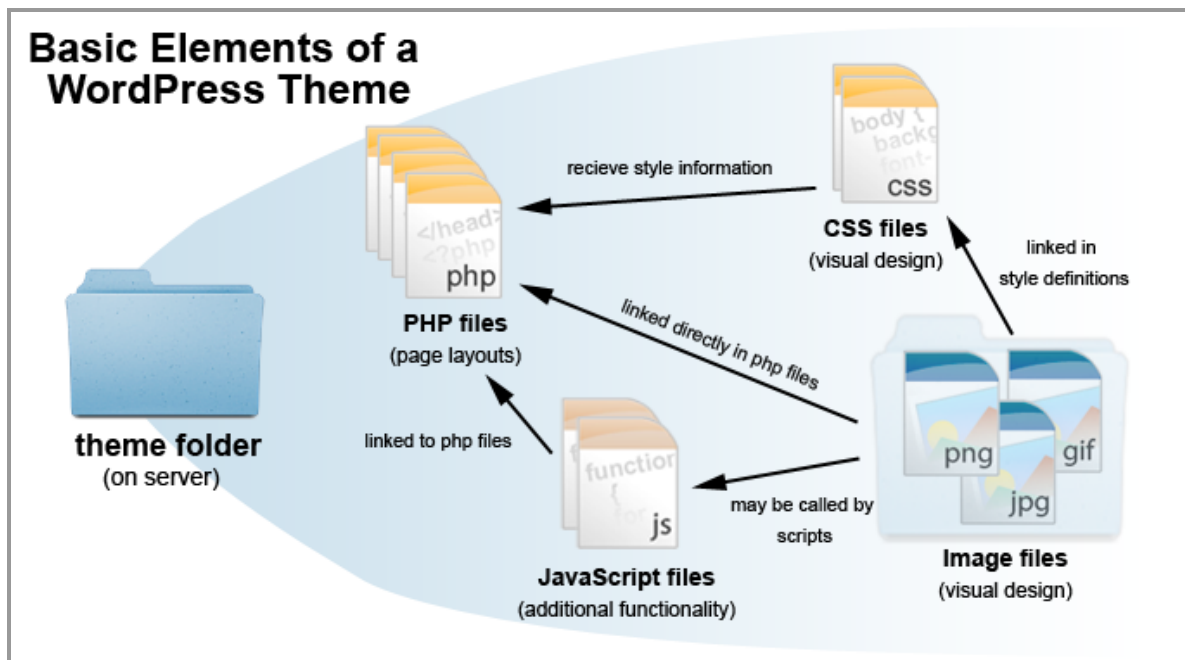 Basic Elements of a
WordPress Theme
body {
backg
font-
css
recieve style information
CSS files
(visual design)
linked in
style definitions
</head>
<?php
php
PHP files
(page layouts)
linked directly in php files
theme folder
(on server)
linked to php files
function
{
for
js
JavaScript files
(additional functionality)
may be called by
scripts
png
gif
jpg
Image files
(visual design)